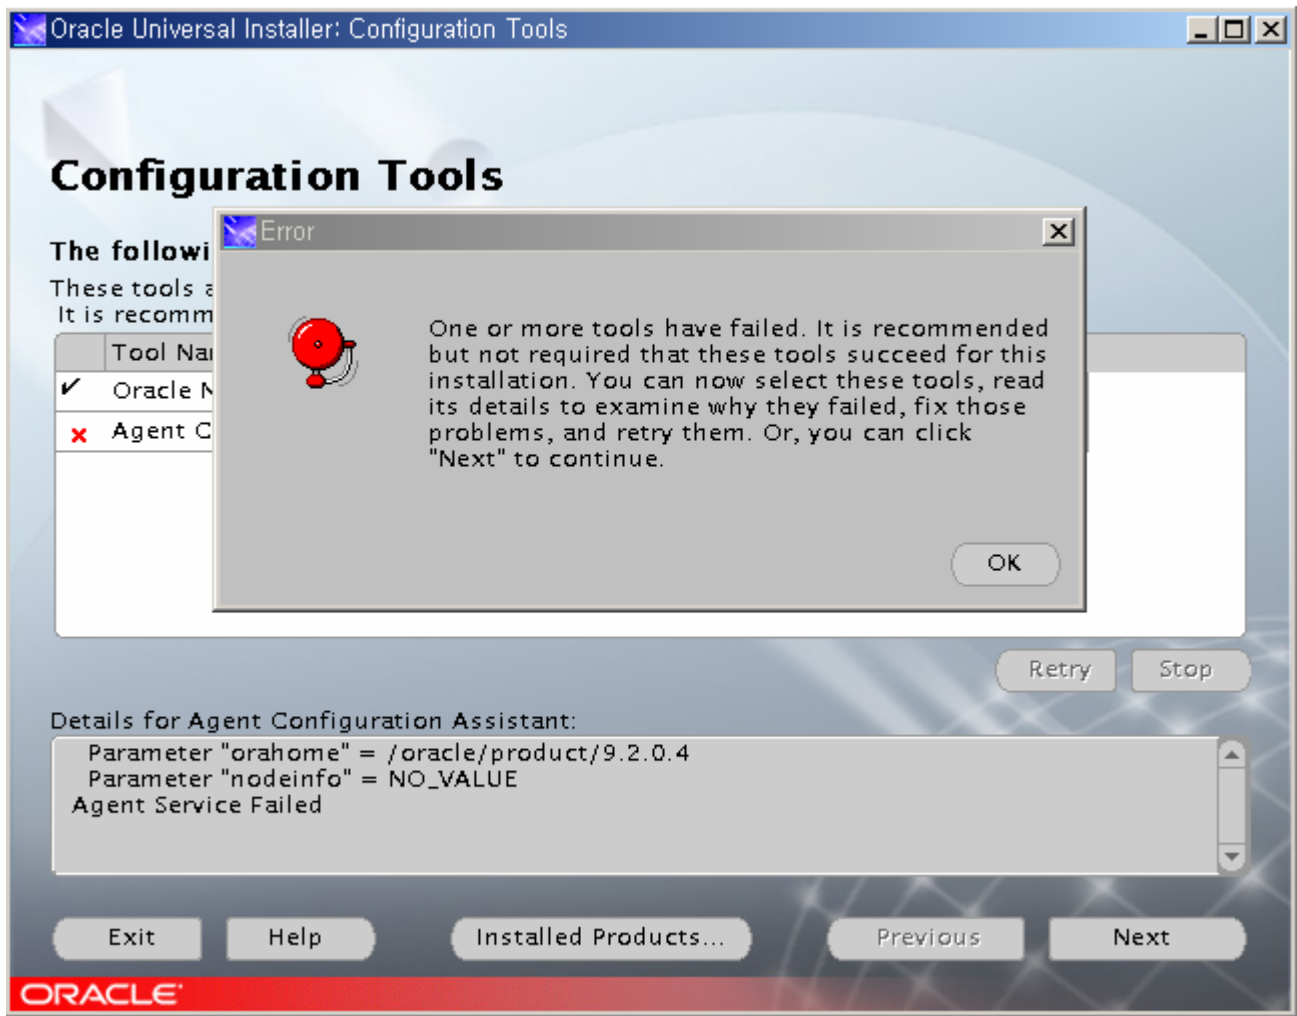 Oracle Universal Installer: Configuration Tools
Configuration Tools
The followi
These tools a
It is recomm
Tool Na
Oracle N
Agent C
Error
One or more tools have failed. It is recommended
but not required that these tools succeed for this
installation. You can now select these tools, read
its details to examine why they failed, fix those
problems, and retry them. Or, you can click
"Next" to continue.
OK
Retry
Stop
Details for Agent Configuration Assistant:
Parameter "orahome" = /oracle/product/9.2.0.4
Parameter "nodeinfo" = NO_VALUE
Agent Service Failed
Exit
Help
Installed Products...
Previous
Next
ORACLE